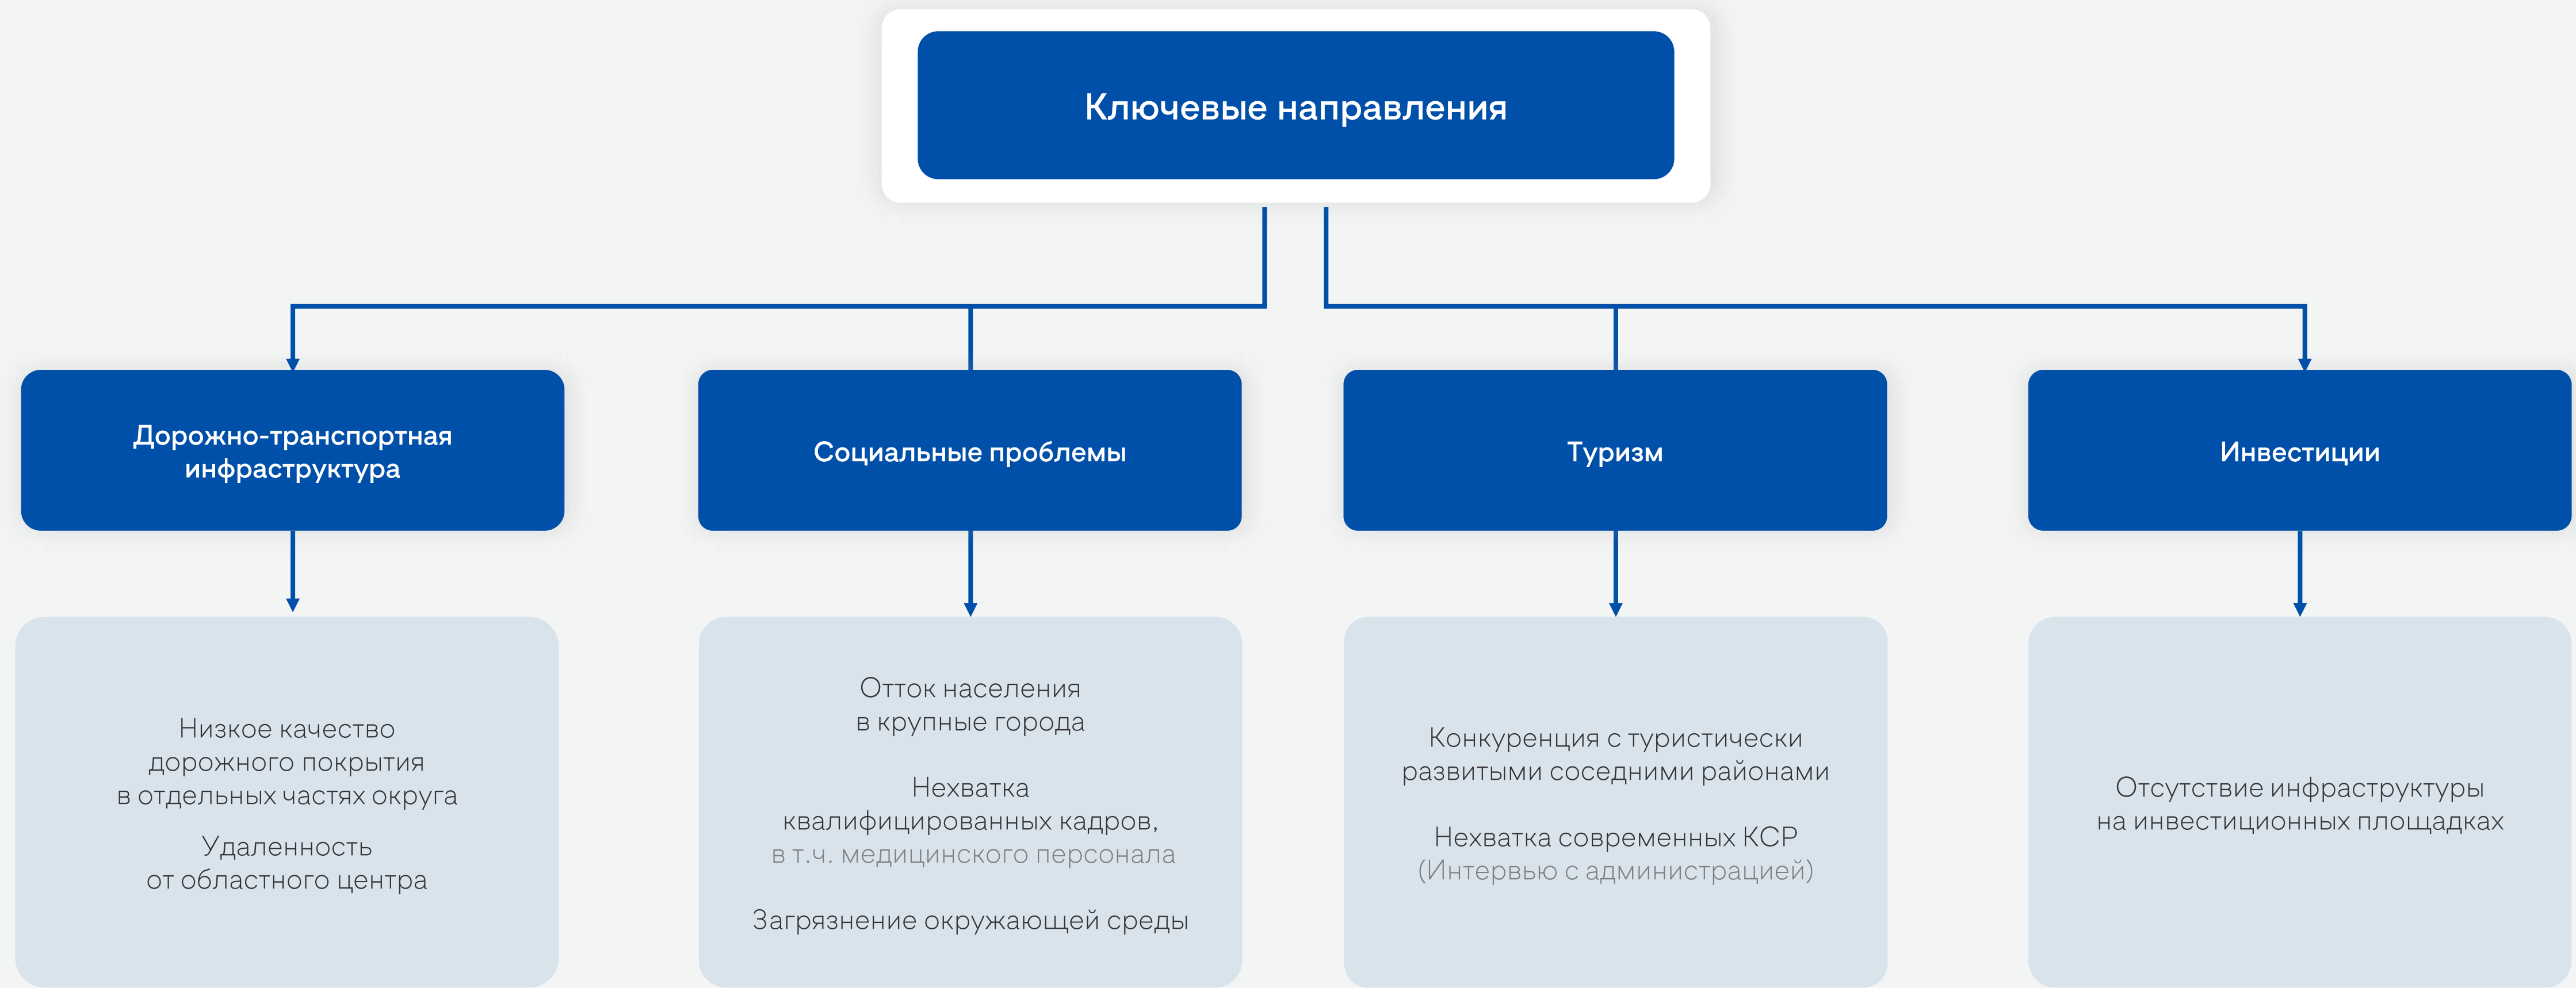 Ключевые направления
Дорожно-транспортная
инфраструктура
Социальные проблемы
Туризм
Инвестиции
Низкое качество
дорожного покрытия
в отдельных частях округа
Удаленность
от областного центра
Отток населения
в крупные города
Нехватка
квалифицированных кадров,
в т.ч. медицинского персонала
Загрязнение окружающей среды
Конкуренция с туристически
развитыми соседними районами
Нехватка современных КСР
(Интервью с администрацией)
Отсутствие инфраструктуры
на инвестиционных площадках